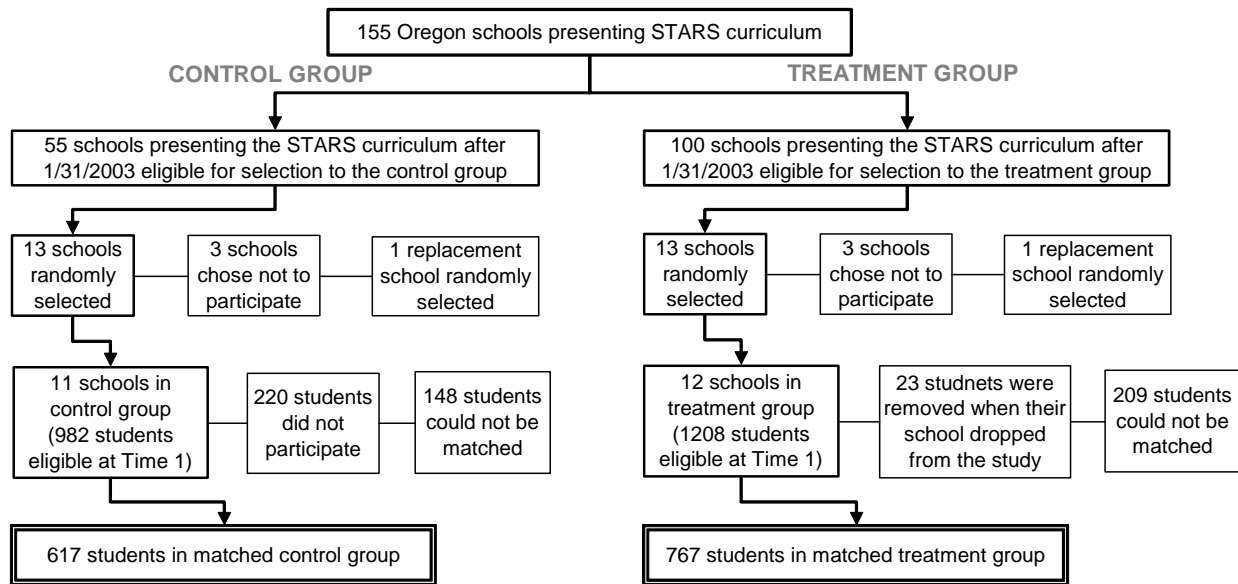 155 Oregon schools presenting STARS curriculum
CONTROL GROUP
TREATMENT GROUP
55 schools presenting the STARS curriculum after
1/31/2003 eligible for selection to the control group
100 schools presenting the STARS curriculum after
1/31/2003 eligible for selection to the treatment group
13 schools
randomly
selected
3 schools
chose not to
participate
1 replacement
school randomly
selected
13 schools
randomly
selected
3 schools
chose not to
participate
1 replacement
school randomly
selected
11 schools in
control group
(982 students
eligible at Time 1)
220 students
did not
participate
148 students
could not be
matched
12 schools in
treatment group
(1208 students
eligible at Time 1)
23 studnets were
removed when their
school dropped
from the study
209 students
could not be
matched
617 students in matched control group
767 students in matched treatment group